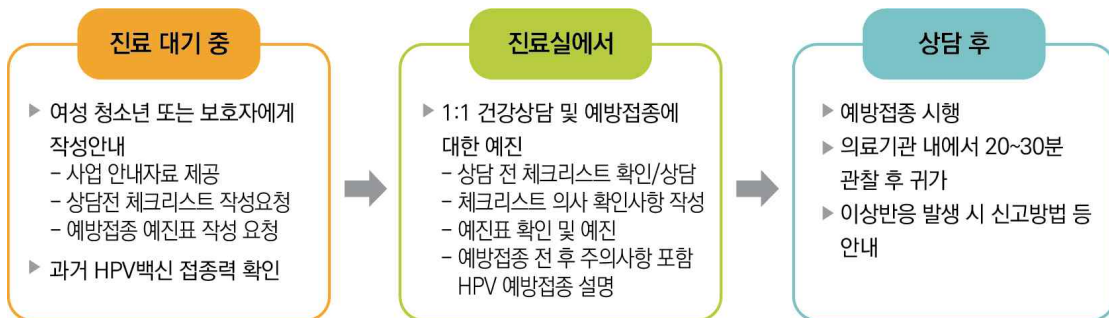 진료 대기 중
▶ 여성 청소년 또는 보호자에게
작성안내
- 사업 안내자료 제공
- 상담전 체크리스트 작성요청
- 예방접종 예진표 작성 요청
▶ 과거 HPV백신 접종력 확인
진료실에서
▶ 1:1 건강상담 및 예방접종에
대한 예진
- 상담 전 체크리스트 확인/상담
- 체크리스트 의사 확인사항 작성
- 예진표 확인 및 예진
- 예방접종 전 후 주의사항 포함
HPV 예방접종 설명
상담 후
▶ 예방접종 시행
▶ 의료기관 내에서 20~30분
관찰 후 귀가
▶ 이상반응 발생 시 신고방법 등
안내